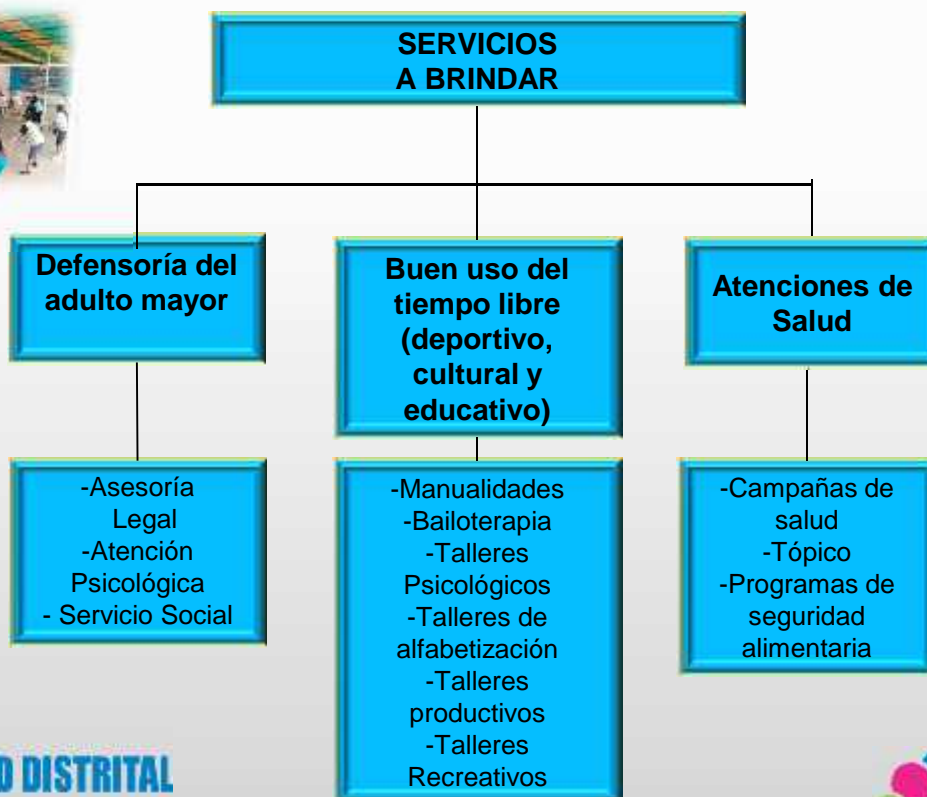 SERVICIOS
A BRINDAR
Defensoría del
adulto mayor
Buen uso del
tiempo libre
(deportivo,
cultural y
educativo)
Atenciones de
Salud
-Asesoría
Legal
-Atención
Psicológica
- Servicio Social
-Manualidades
-Bailoterapia
-Talleres
Psicológicos
-Talleres de
alfabetización
-Talleres
productivos
-Talleres
Recreativos
-Campañas de
salud
-Tópico
-Programas de
seguridad
alimentaria
DISTRITAL